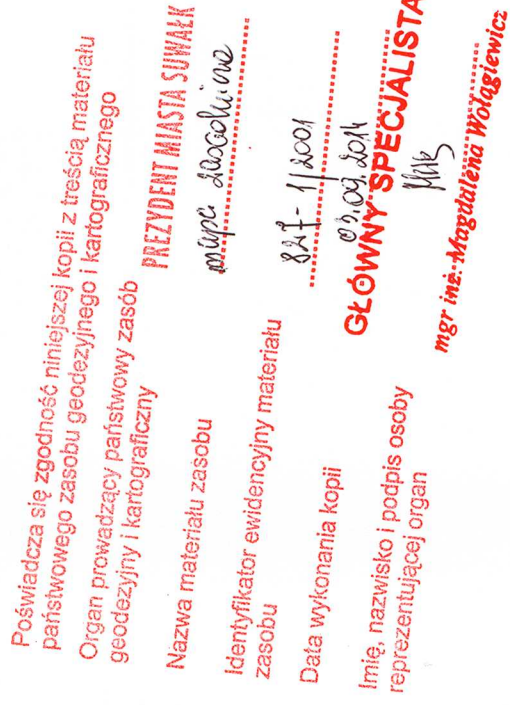 Poświadcza się zgodność niniejszej kopii z treścią materiału
państwowego zasobu geodezyjnego i kartograficznego
Organ prowadzący państwowy zasób
geodezyjny i kartograficzny
PREZYDENT MIASTA SUWAŁK
Nazwa materiału zasobu
mapa zasadnicza
Identyfikator ewidencyjny materiału
zasobu
827-1/2001
Data wykonania kopii
03.09.2014
GŁÓWNY SPECJALISTA
Imię, nazwisko i podpis osoby
reprezentującej organ
mgr inż. Magdalena Wołągiewicz